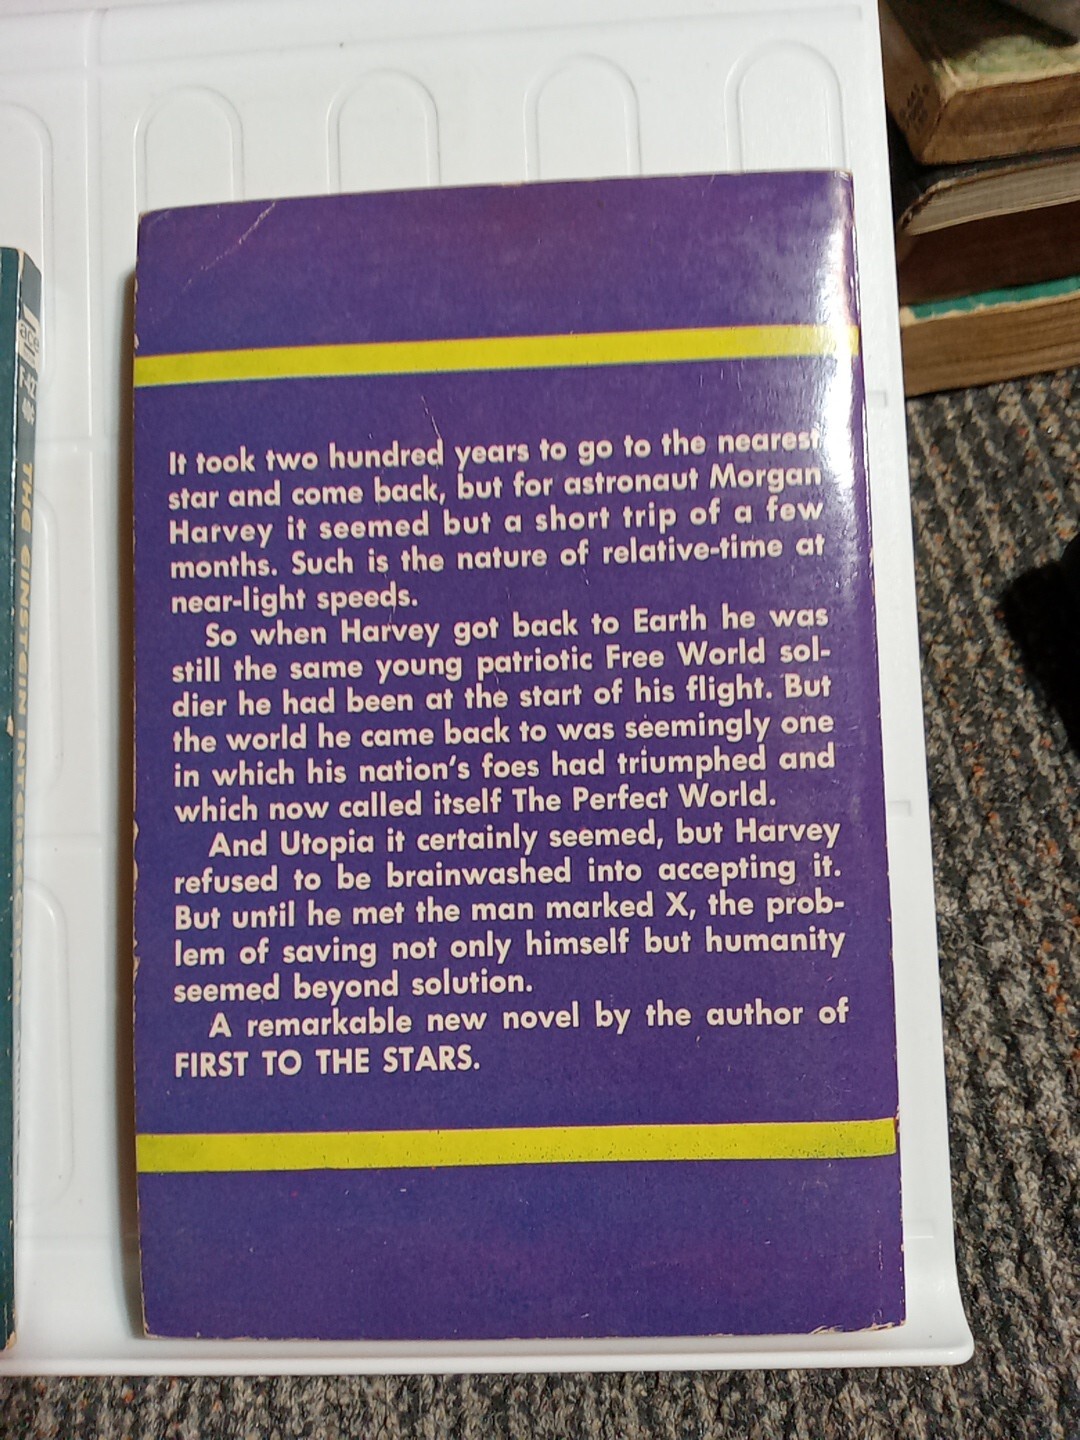 It took two hundred years to go to the nearest
star and come back, but for astronaut Morgan
Harvey it seemed but a short trip of a few
months. Such is the nature of relative-time at
near-light speeds.
So when Harvey got back to Earth he was
still the same young patriotic Free World sol-
dier he had been at the start of his flight. But
the world he came back to was seemingly one
in which his nation's foes had triumphed and
which now called itself The Perfect World.
And Utopia it certainly seemed, but Harvey
refused to be brainwashed into accepting it.
But until he met the man marked X, the prob-
lem of saving not only himself but humanity
seemed beyond solution.
A remarkable new novel by the author of
FIRST TO THE STARS.
ace
THE EINSTEIN